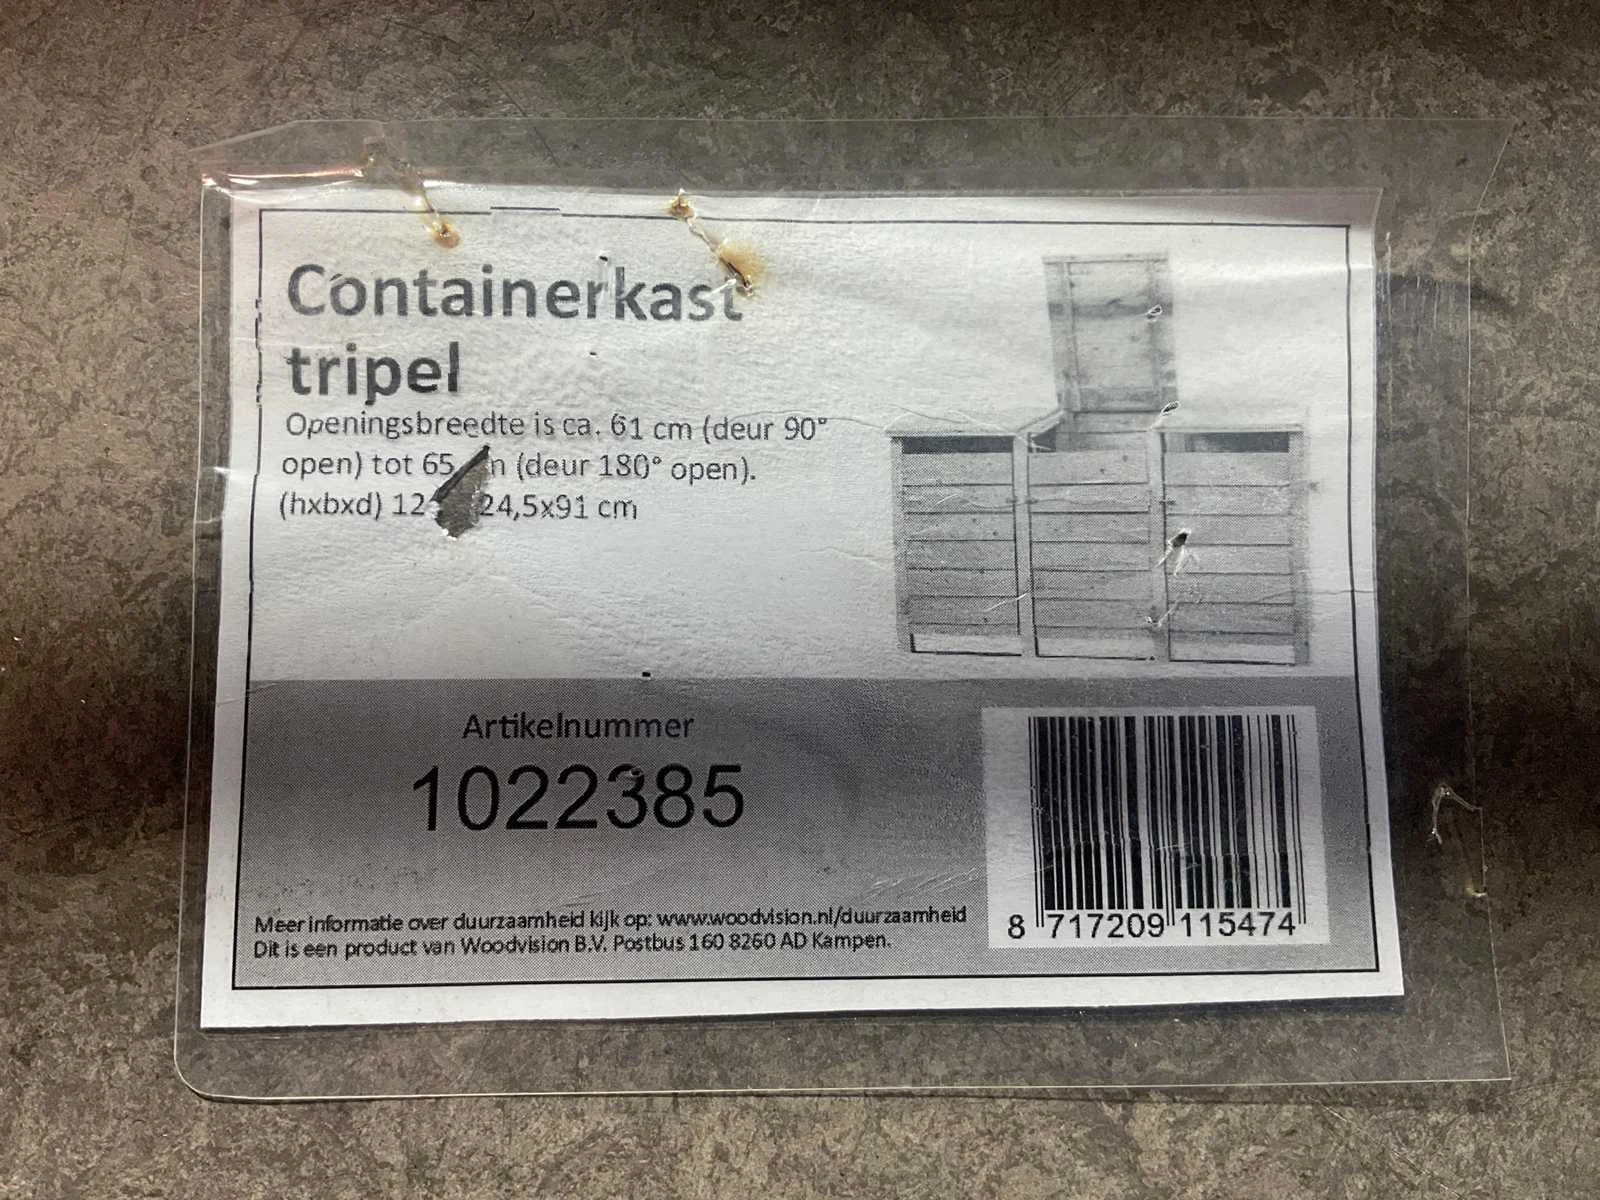 Containerkast
tripel
Openingsbreedte is ca. 61 cm (deur 90°
open) tot 65 (deur 180° open).
(hxbxd) cm
Artikelnummer
1022385
Meer informatie over duurzaamheid kijk op: www.woodvision.nl/duurzaamheid
Dit is een product van Woodvision B.V. Postbus 160 8260 AD Kampen.
8 717209 115474